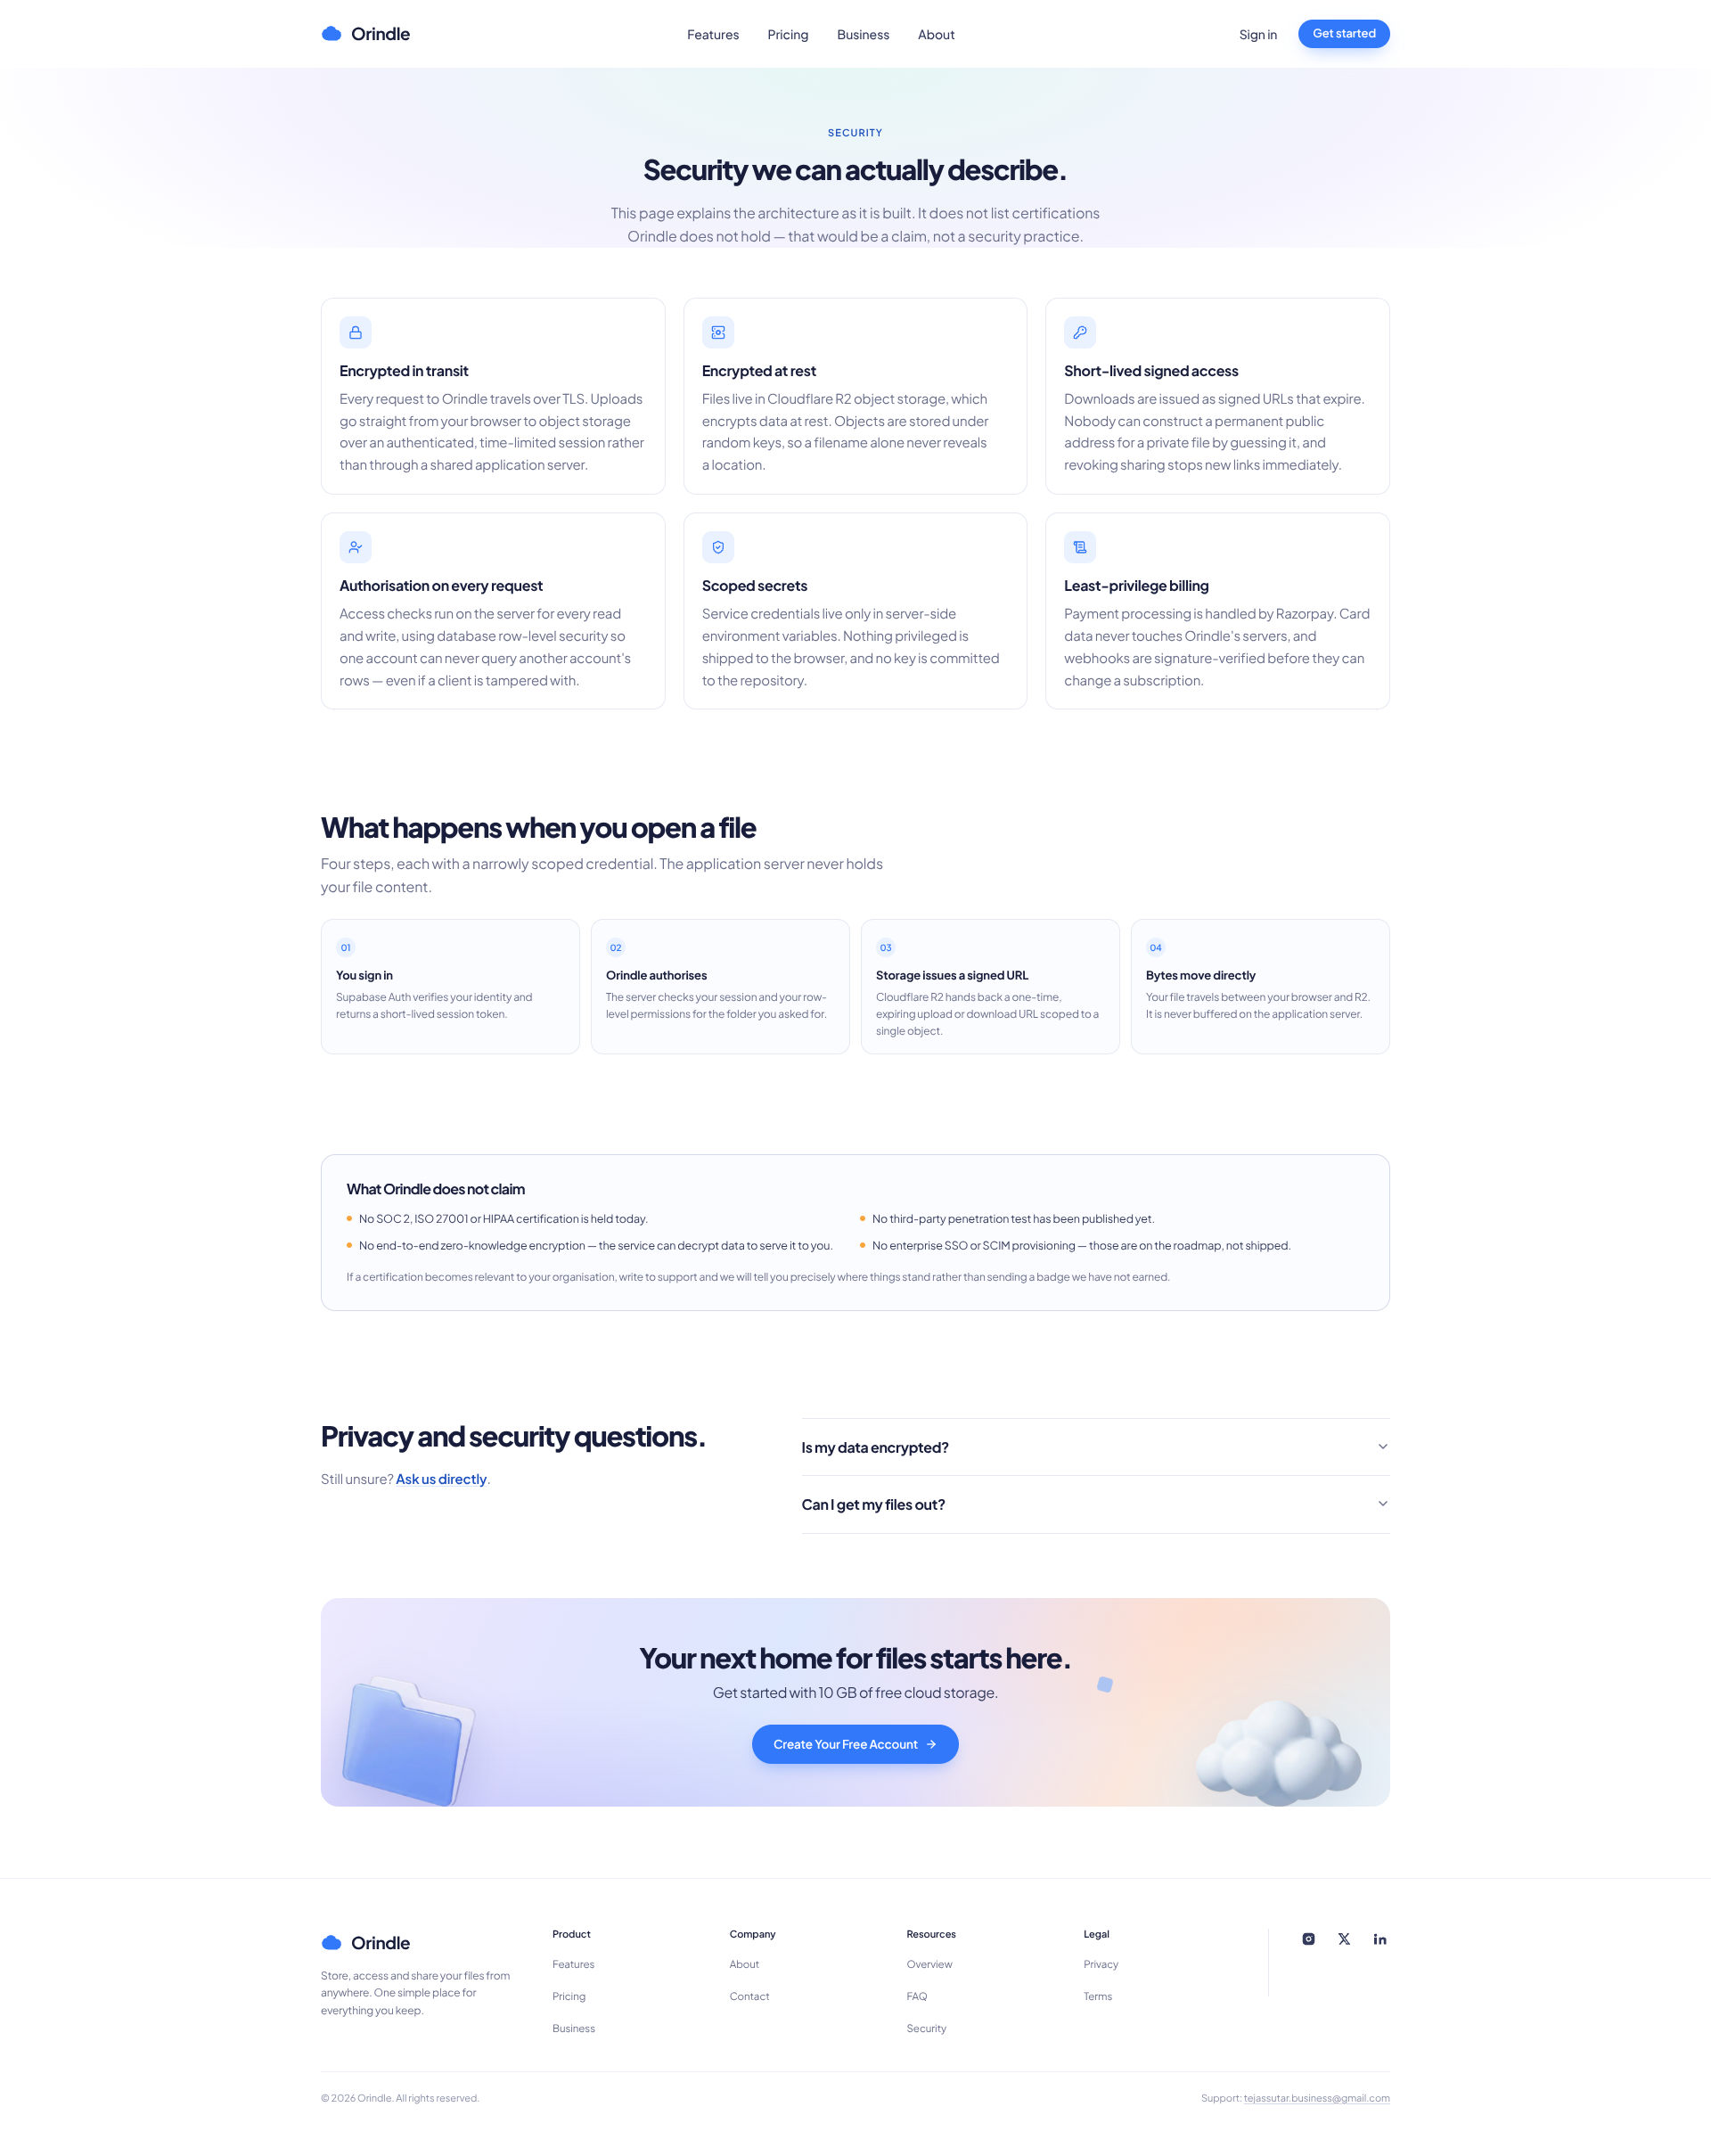 Orindle
Features
Pricing
Business
About
Sign in
Get started
SECURITY
Security we can actually describe.
This page explains the architecture as it is built. It does not list certifications
Orindle does not hold — that would be a claim, not a security practice.
Encrypted in transit
Every request to Orindle travels over TLS. Uploads
go straight from your browser to object storage
over an authenticated, time-limited session rather
than through a shared application server.
Encrypted at rest
Files live in Cloudflare R2 object storage, which
encrypts data at rest. Objects are stored under
random keys, so a filename alone never reveals
a location.
Short-lived signed access
Downloads are issued as signed URLs that expire.
Nobody can construct a permanent public
address for a private file by guessing it, and
revoking sharing stops new links immediately.
Authorisation on every request
Access checks run on the server for every read
and write, using database row-level security so
one account can never query another account's
rows — even if a client is tampered with.
Scoped secrets
Service credentials live only in server-side
environment variables. Nothing privileged is
shipped to the browser, and no key is committed
to the repository.
Least-privilege billing
Payment processing is handled by Razorpay. Card
data never touches Orindle's servers, and
webhooks are signature-verified before they can
change a subscription.
What happens when you open a file
Four steps, each with a narrowly scoped credential. The application server never holds
your file content.
01
You sign in
Supabase Auth verifies your identity and
returns a short-lived session token.
02
Orindle authorises
The server checks your session and your row-
level permissions for the folder you asked for.
03
Storage issues a signed URL
Cloudflare R2 hands back a one-time,
expiring upload or download URL scoped to a
single object.
04
Bytes move directly
Your file travels between your browser and R2.
It is never buffered on the application server.
What Orindle does not claim
No SOC 2, ISO 27001 or HIPAA certification is held today.
No third-party penetration test has been published yet.
No end-to-end zero-knowledge encryption — the service can decrypt data to serve it to you.
No enterprise SSO or SCIM provisioning — those are on the roadmap, not shipped.
If a certification becomes relevant to your organisation, write to support and we will tell you precisely where things stand rather than sending a badge we have not earned.
Privacy and security questions.
Still unsure? Ask us directly.
Is my data encrypted?
Can I get my files out?
Your next home for files starts here.
Get started with 10 GB of free cloud storage.
Create Your Free Account
Orindle
Store, access and share your files from
anywhere. One simple place for
everything you keep.
Product
Features
Pricing
Business
Company
About
Contact
Resources
Overview
FAQ
Security
Legal
Privacy
Terms
© 2026 Orindle. All rights reserved.
Support: tejassutar.business@gmail.com